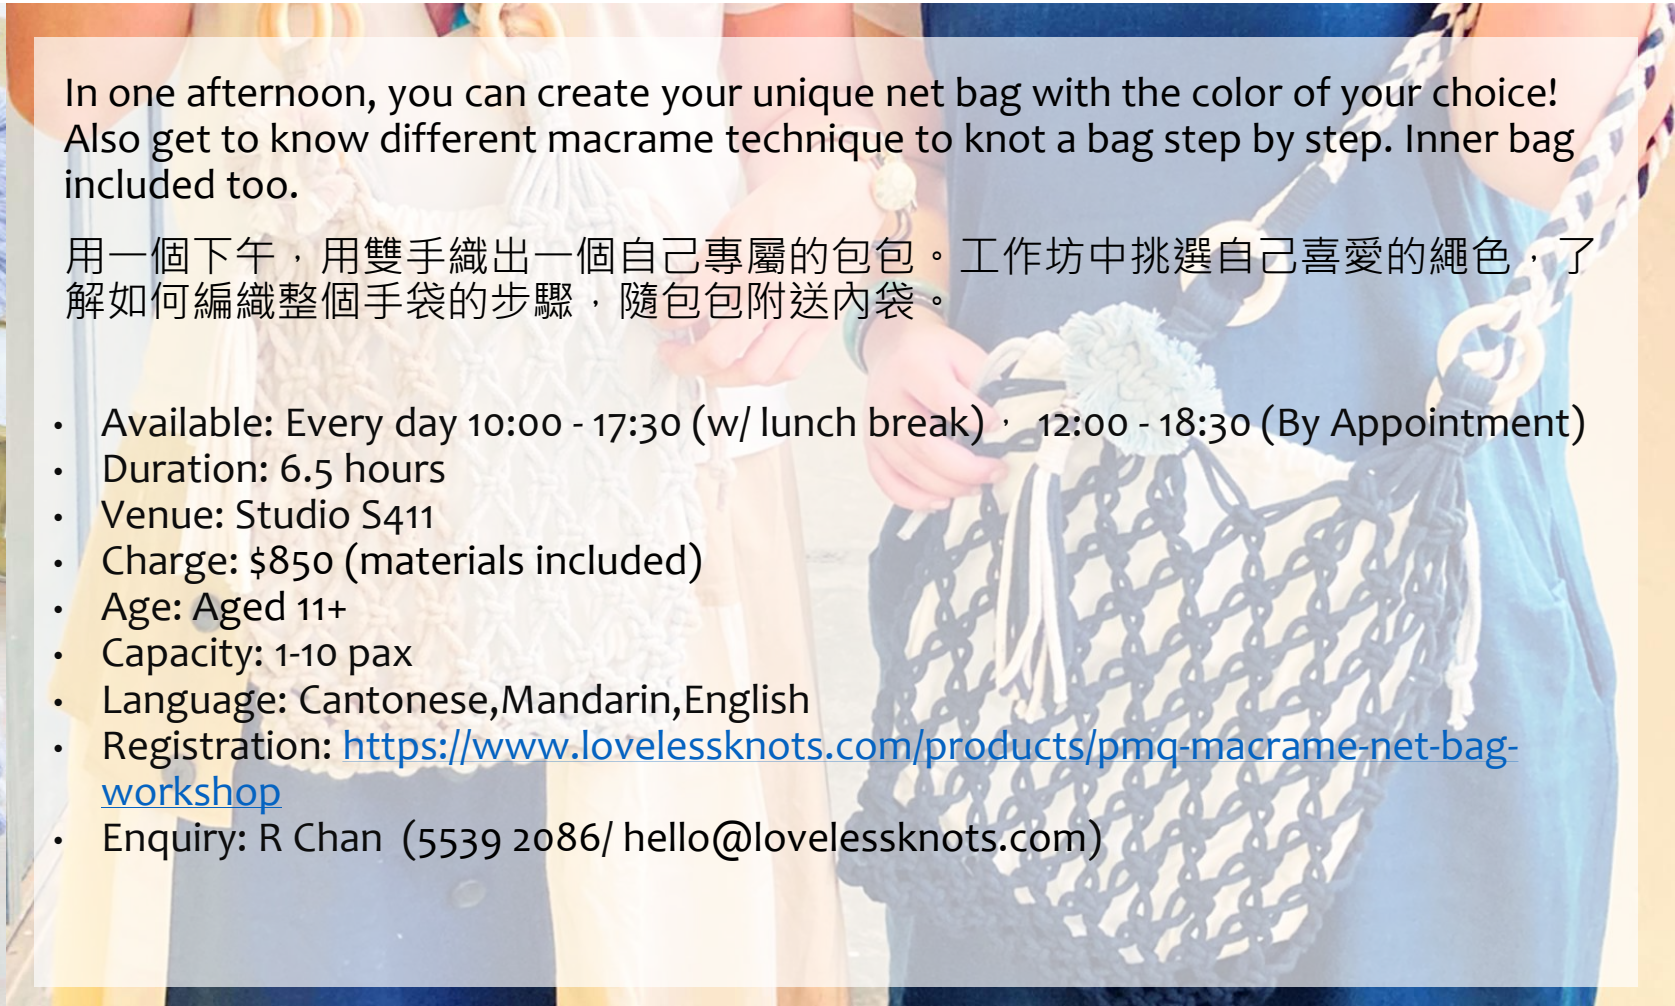 In one afternoon, you can create your unique net bag with the color of your choice!
Also get to know different macrame technique to knot a bag step by step. Inner bag
included too.
用一個下午，用雙手織出一個自己專屬的包包。工作坊中挑選自己喜愛的繩色，了
解如何編織整個手袋的步驟，隨包包附送內袋。
• Available: Every day 10:00 - 17:30 (w/ lunch break)， 12:00 - 18:30 (By Appointment)
• Duration: 6.5 hours
• Venue: Studio S411
• Charge: $850 (materials included)
• Age: Aged 11+
• Capacity: 1-10 pax
• Language: Cantonese,Mandarin,English
• Registration: https://www.lovelessknots.com/products/pmq-macrame-net-bag-
workshop
• Enquiry: R Chan (5539 2086/ hello@lovelessknots.com)